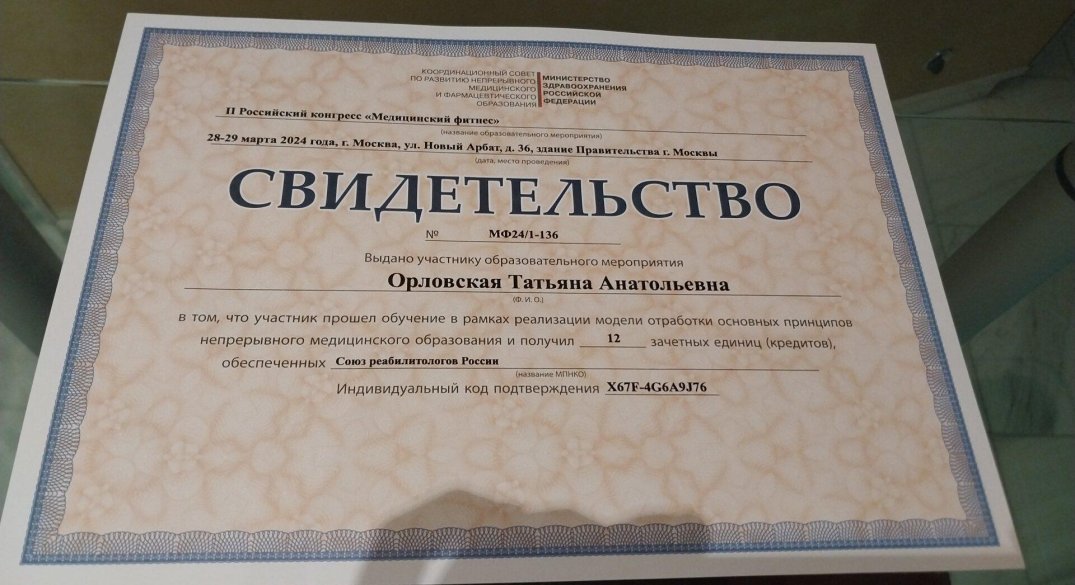 КООРДИНАЦИОННЫЙ СОВЕТ
ПО РАЗВИТИЮ НЕПРЕРЫВНОГО
МЕДИЦИНСКОГО
И ФАРМАЦЕВТИЧЕСКОГО
ОБРАЗОВАНИЯ
МИНИСТЕРСТВО
ЗДРАВООХРАНЕНИЯ
РОССИЙСКОЙ
ФЕДЕРАЦИИ
II Российский конгресс «Медицинский фитнес»
(название образовательного мероприятия)
28-29 марта 2024 года, г. Москва, ул. Новый Арбат, д. 36, здание Правительства г. Москвы
(дата, место проведения)
СВИДЕТЕЛЬСТВО
№ МФ24/1-136
Выдано участнику образовательного мероприятия
Орловская Татьяна Анатольевна
(Ф. И. О.)
в том, что участник прошел обучение в рамках реализации модели отработки основных принципов
непрерывного медицинского образования и получил 12 зачетных единиц (кредитов),
обеспеченных Союз реабилитологов России
(название МПНКО)
Индивидуальный код подтверждения X67F-4G6A9J76